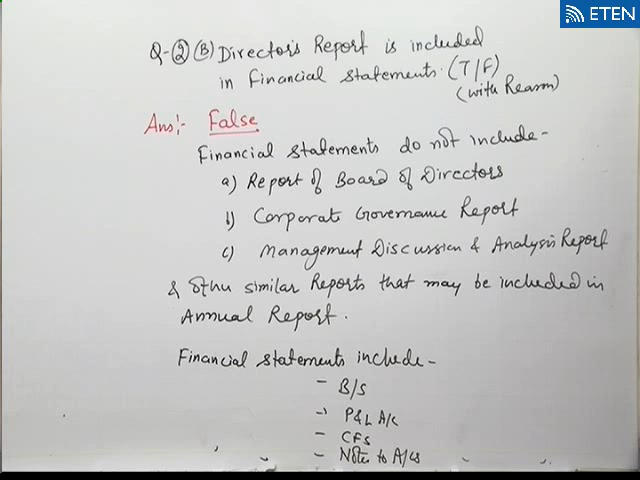 ETEN
Q-② (B) Director's Report is included
in Financial Statements. (T/F)
(with Reason)
Ans:- False
Financial Statements do not include -
a) Report of Board of Directors
b) Corporate Governance Report
c) Management Discussion & Analysis Report
& other similar Reports that may be included in
Annual Report.
Financial Statements include -
- B/S
- P&L A/c
- CFS
- Notes to A/cs